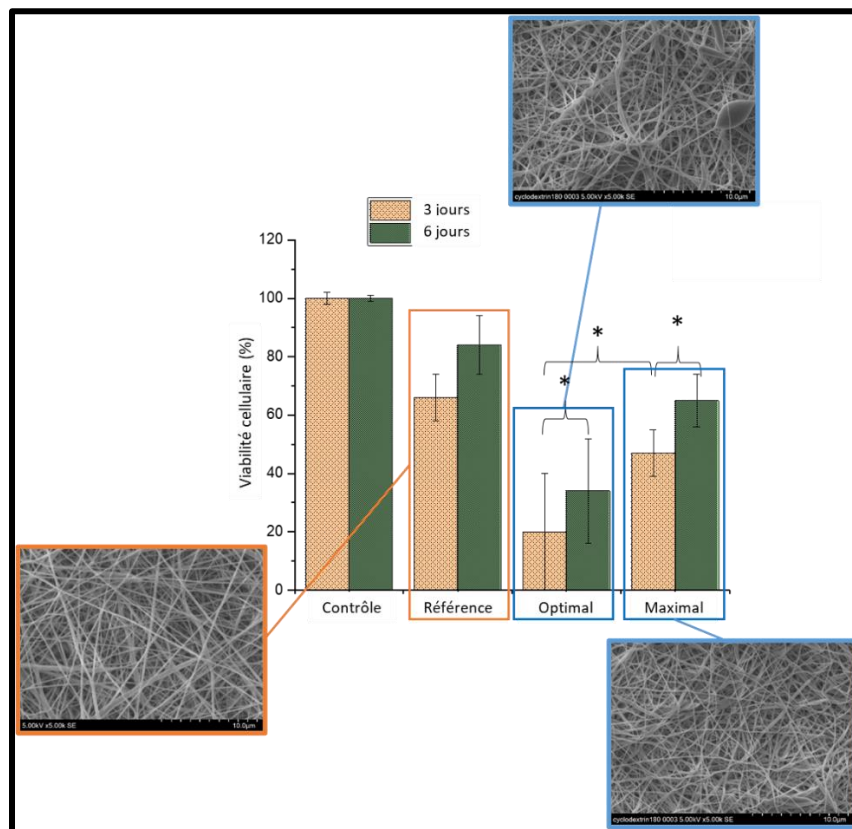 cyclodextrin180 0003 5.00kV x5.00k SE 10.0µm
3 jours
6 jours
120
100
80
60
40
20
0
Viabilité cellulaire (%)
*
*
*
Contrôle Référence Optimal Maximal
5.00kV x5.00k SE 10.0µm
cyclodextrin180 0003 5.00kV x5.00k SE 10.0µm